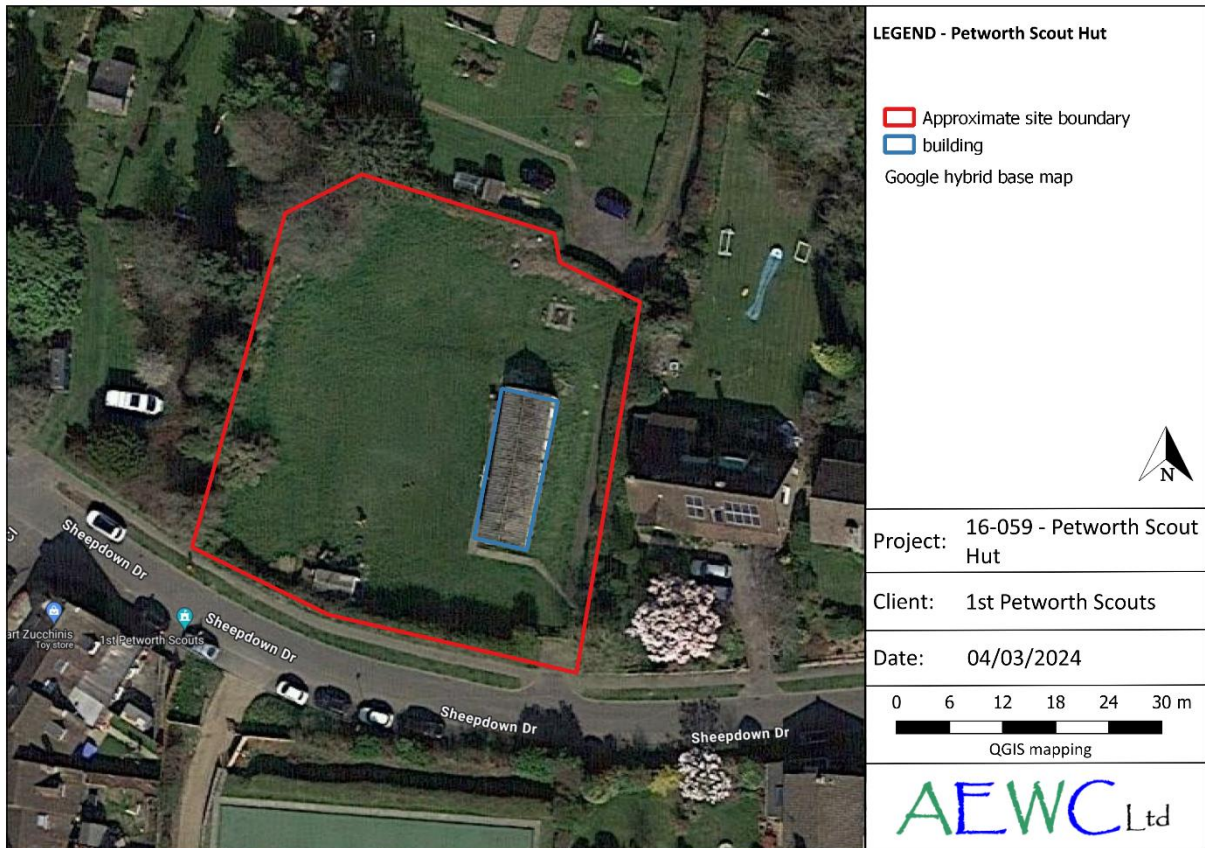 LEGEND - Petworth Scout Hut
Approximate site boundary
building
Google hybrid base map
N
Project: 16-059 - Petworth Scout
Hut
Client: 1st Petworth Scouts
Date: 04/03/2024
0 6 12 18 24 30 m
QGIS mapping
AEWC Ltd
Sheepdown Dr
art Zucchinis
Toy store
1st Petworth Scouts
Sheepdown Dr
Sheepdown Dr
Sheepdown Dr